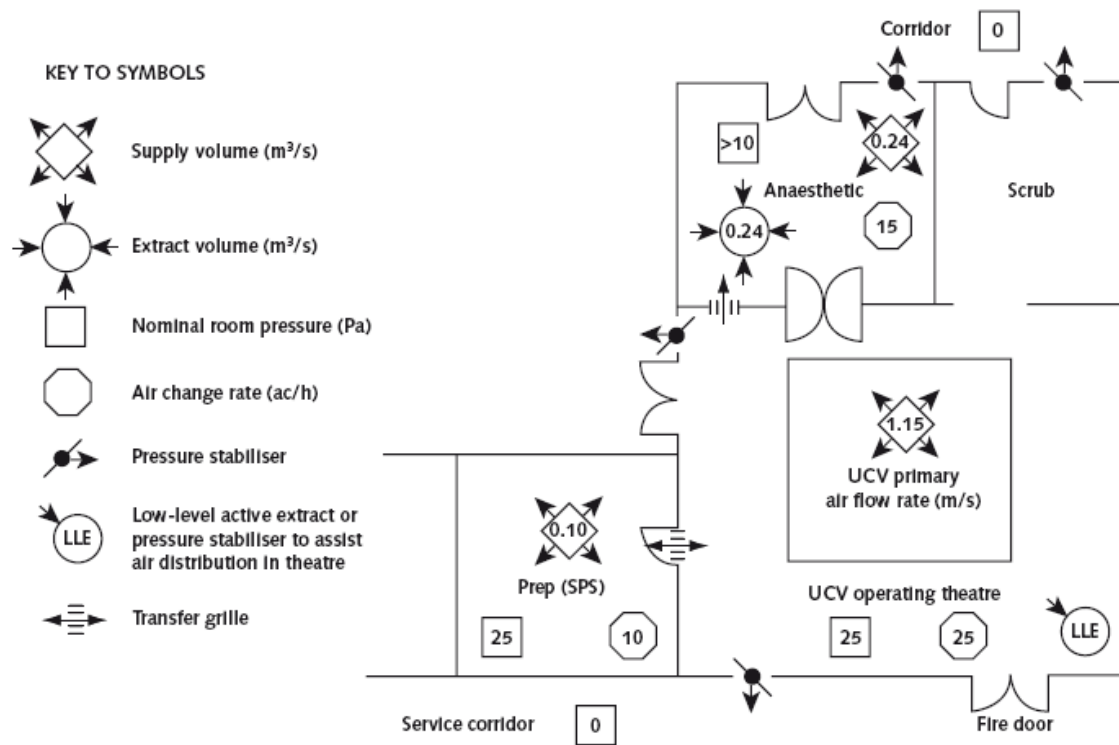 Corridor 0
KEY TO SYMBOLS
Supply volume (m³/s)
Extract volume (m³/s)
Nominal room pressure (Pa)
Air change rate (ac/h)
Pressure stabiliser
LLE
Low-level active extract or
pressure stabiliser to assist
air distribution in theatre
Transfer grille
>10
0.24
Anaesthetic
0.24
15
Scrub
1.15
UCV primary
air flow rate (m/s)
0.10
Prep (SPS)
25
10
UCV operating theatre
25
25
LLE
Service corridor 0
Fire door